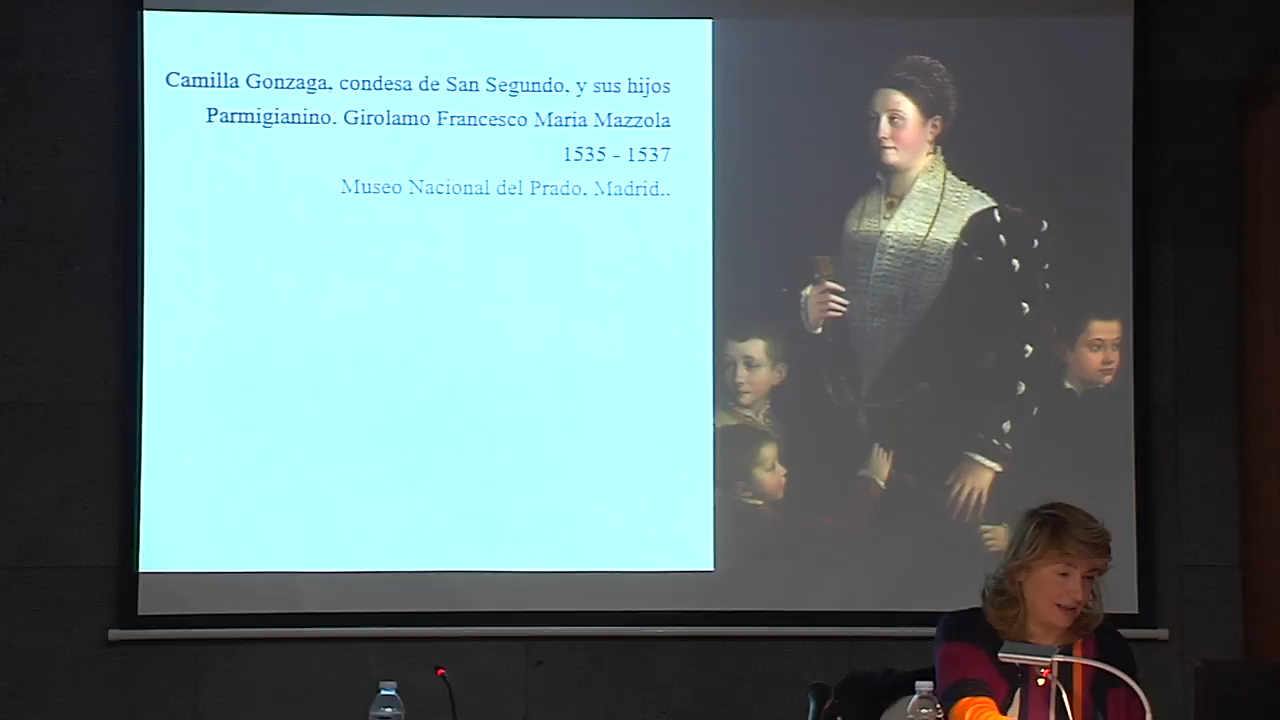 Camilla Gonzaga, condesa de San Segundo, y sus hijos
Parmigianino. Girolamo Francesco Maria Mazzola
1535 - 1537
Museo Nacional del Prado, Madrid..